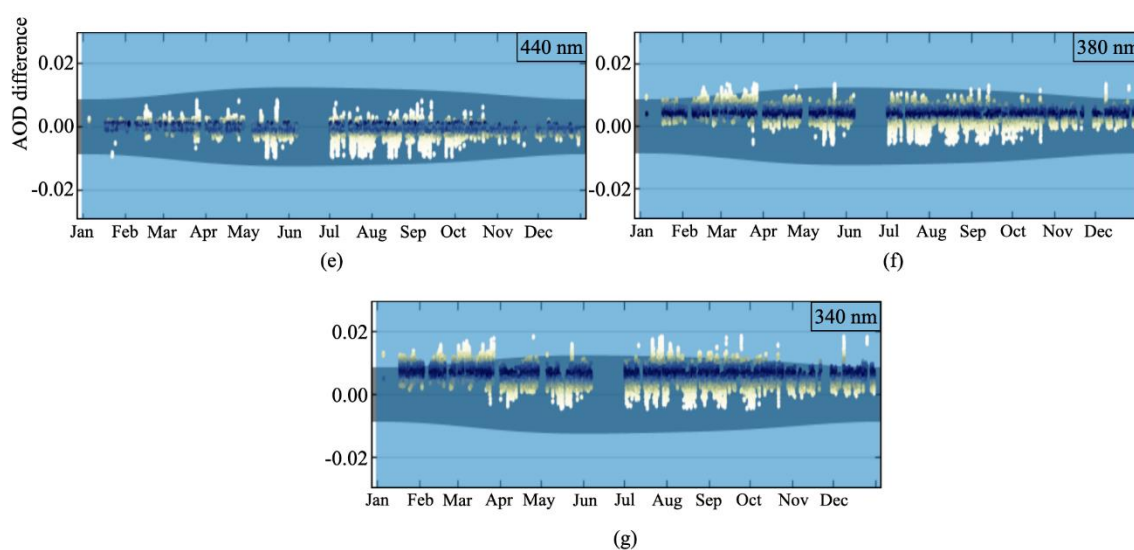 AOD difference
440 nm
0.02
0.00
-0.02
Jan Feb Mar Apr May Jun Jul Aug Sep Oct Nov Dec
(e)
380 nm
0.02
0.00
-0.02
Jan Feb Mar Apr May Jun Jul Aug Sep Oct Nov Dec
(f)
340 nm
0.02
0.00
-0.02
Jan Feb Mar Apr May Jun Jul Aug Sep Oct Nov Dec
(g)